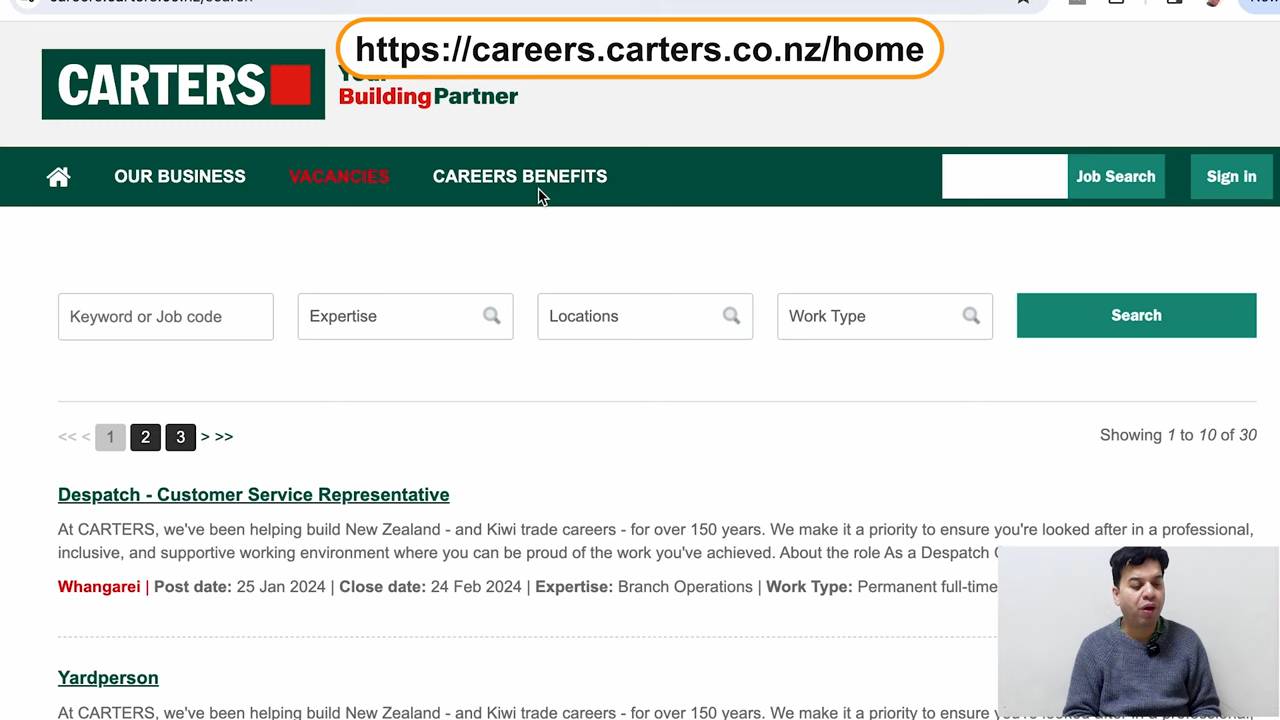 https://careers.carters.co.nz/home
CARTERS
Your
Building Partner
OUR BUSINESS
VACANCIES
CAREERS BENEFITS
Job Search
Sign in
Keyword or Job code
Expertise
Locations
Work Type
Search
<< < 1 2 3 > >>
Showing 1 to 10 of 30
Despatch - Customer Service Representative
At CARTERS, we've been helping build New Zealand - and Kiwi trade careers - for over 150 years. We make it a priority to ensure you're looked after in a professional,
inclusive, and supportive working environment where you can be proud of the work you've achieved. About the role As a Despatch
Whangarei | Post date: 25 Jan 2024 | Close date: 24 Feb 2024 | Expertise: Branch Operations | Work Type: Permanent full-time
Yardperson
At CARTERS, we've been helping build New Zealand - and Kiwi trade careers - for over 150 years. We make it a priority to